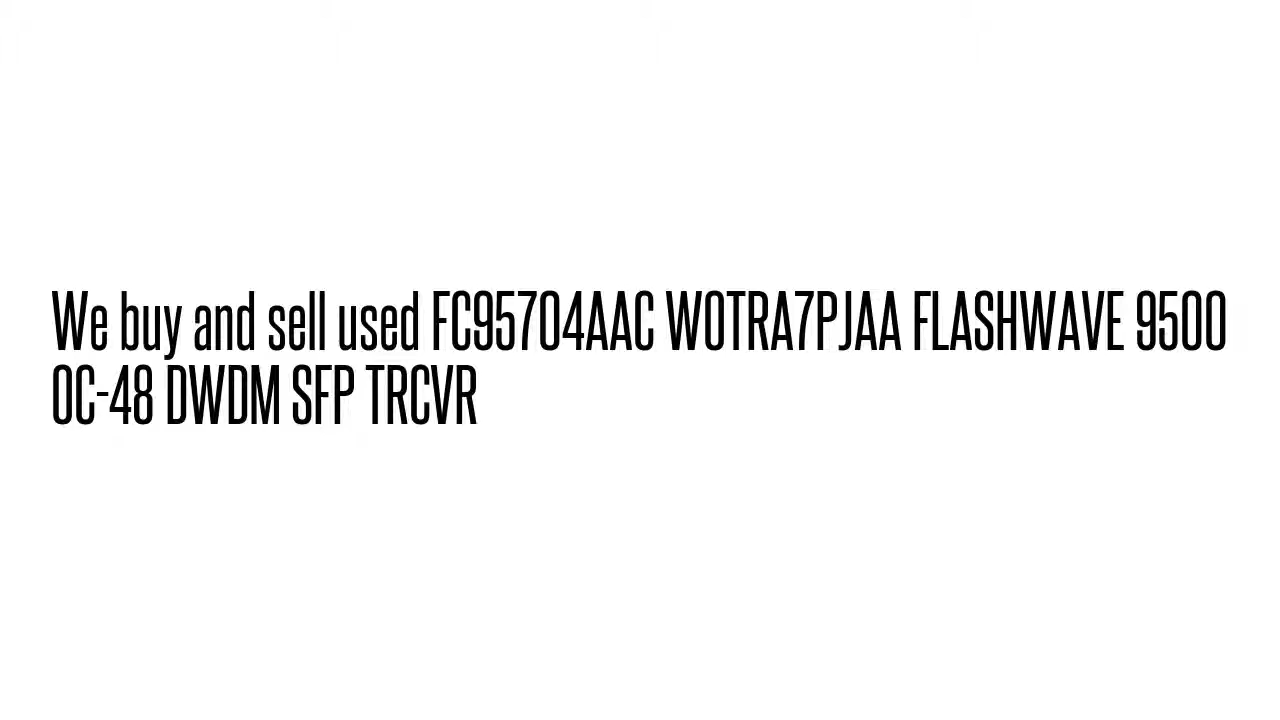 We buy and sell used FC95704AAC WOTRA7PJAA FLASHWAVE 9500
OC-48 DWDM SFP TRCVR